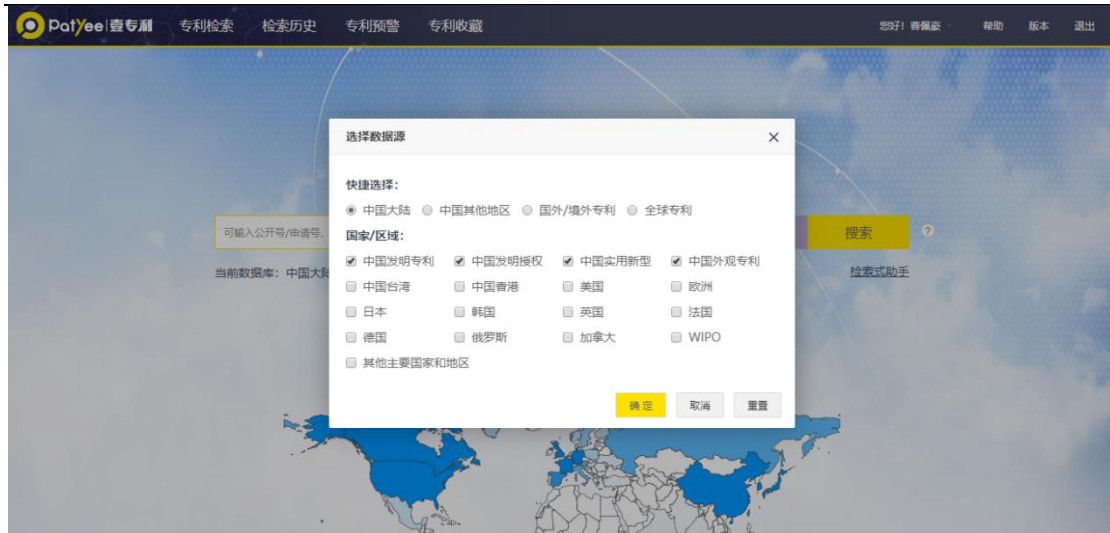 Patyee 壹专利 专利检索 检索历史 专利预警 专利收藏 您好！曹佩豪 帮助 版本 退出
选择数据源 ×
快捷选择：
中国大陆 中国其他地区 国外/境外专利 全球专利
可输入公开号/申请号, 搜索 ?
国家/区域：
中国发明专利 中国发明授权 中国实用新型 中国外观专利
当前数据库：中国大陆 检索式助手
中国台湾 中国香港 美国 欧洲
日本 韩国 英国 法国
德国 俄罗斯 加拿大 WIPO
其他主要国家和地区
确定 取消 重置